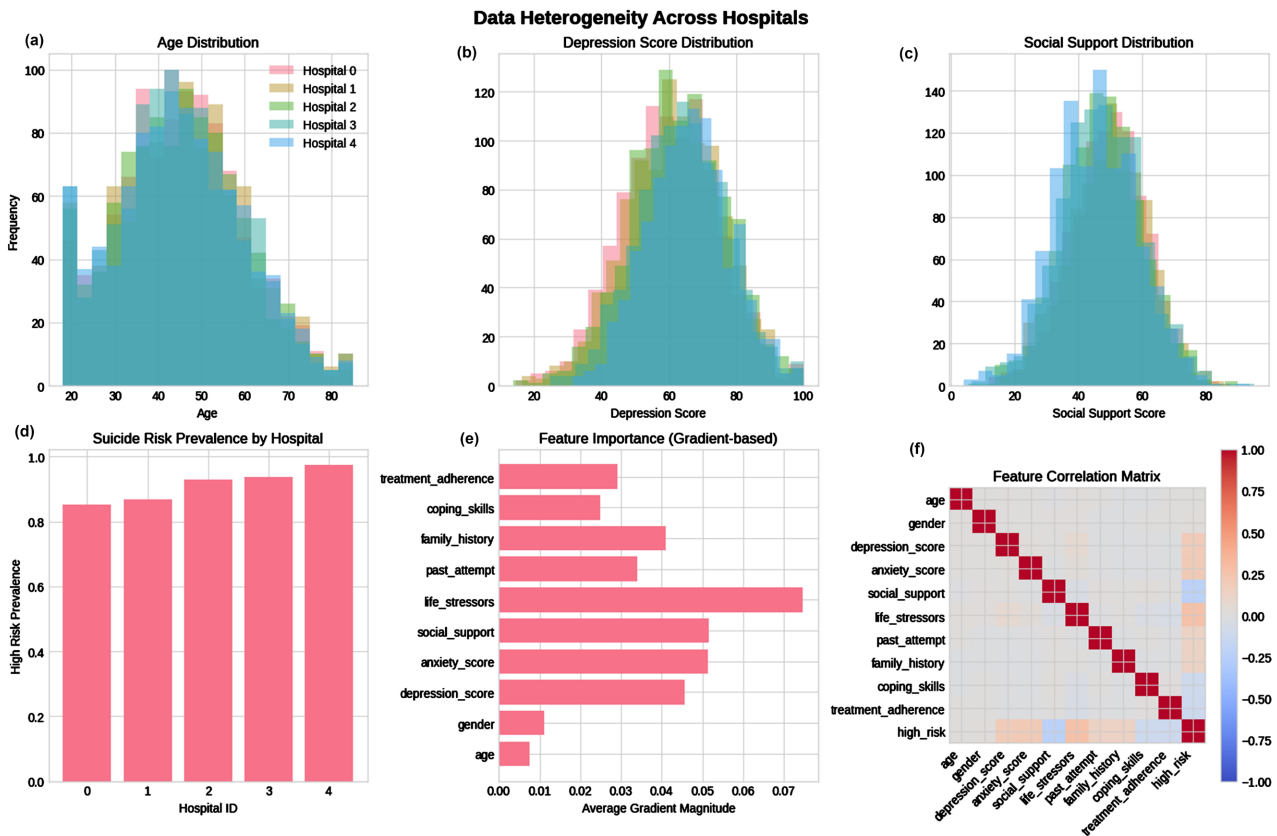 Data Heterogeneity Across Hospitals
(a)
Age Distribution
100
80
60
40
20
0
Frequency
Hospital 0
Hospital 1
Hospital 2
Hospital 3
Hospital 4
20 30 40 50 60 70 80
Age
(b)
Depression Score Distribution
120
100
80
60
40
20
0
20 40 60 80 100
Depression Score
(c)
Social Support Distribution
140
120
100
80
60
40
20
0
0 20 40 60 80
Social Support Score
(d)
Suicide Risk Prevalence by Hospital
1.0
0.8
0.6
0.4
0.2
0.0
High Risk Prevalence
0 1 2 3 4
Hospital ID
(e)
Feature Importance (Gradient-based)
treatment_adherence
coping_skills
family_history
past_attempt
life_stressors
social_support
anxiety_score
depression_score
gender
age
0.00 0.01 0.02 0.03 0.04 0.05 0.06 0.07
Average Gradient Magnitude
(f)
Feature Correlation Matrix
age
gender
depression_score
anxiety_score
social_support
life_stressors
past_attempt
family_history
coping_skills
treatment_adherence
high_risk
age
gender
depression_score
anxiety_score
social_support
life_stressors
past_attempt
family_history
coping_skills
treatment_adherence
high_risk
1.00
0.75
0.50
0.25
0.00
−0.25
−0.50
−0.75
−1.00